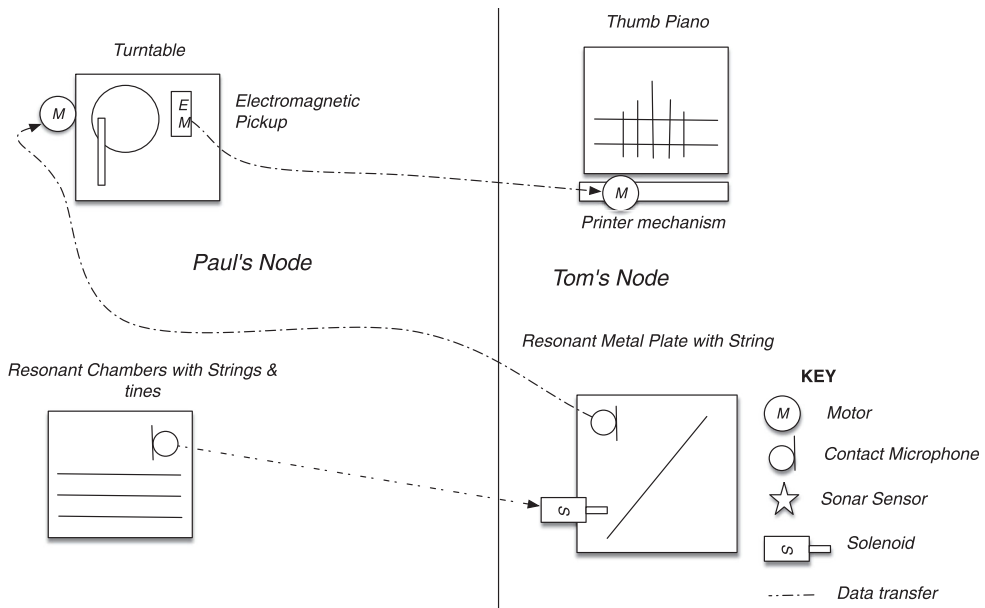 Thumb Piano
Turntable
M
E
M
Electromagnetic
Pickup
M
Printer mechanism
Paul's Node
Tom's Node
Resonant Metal Plate with String
Resonant Chambers with Strings &
tines
S
KEY
M
Motor
Contact Microphone
Sonar Sensor
S
Solenoid
Data transfer